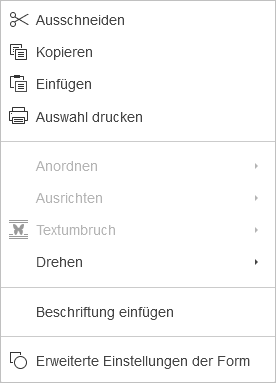 Ausschneiden
Kopieren
Einfügen
Auswahl drucken
Anordnen
Ausrichten
Textumbruch
Drehen
Beschriftung einfügen
Erweiterte Einstellungen der Form